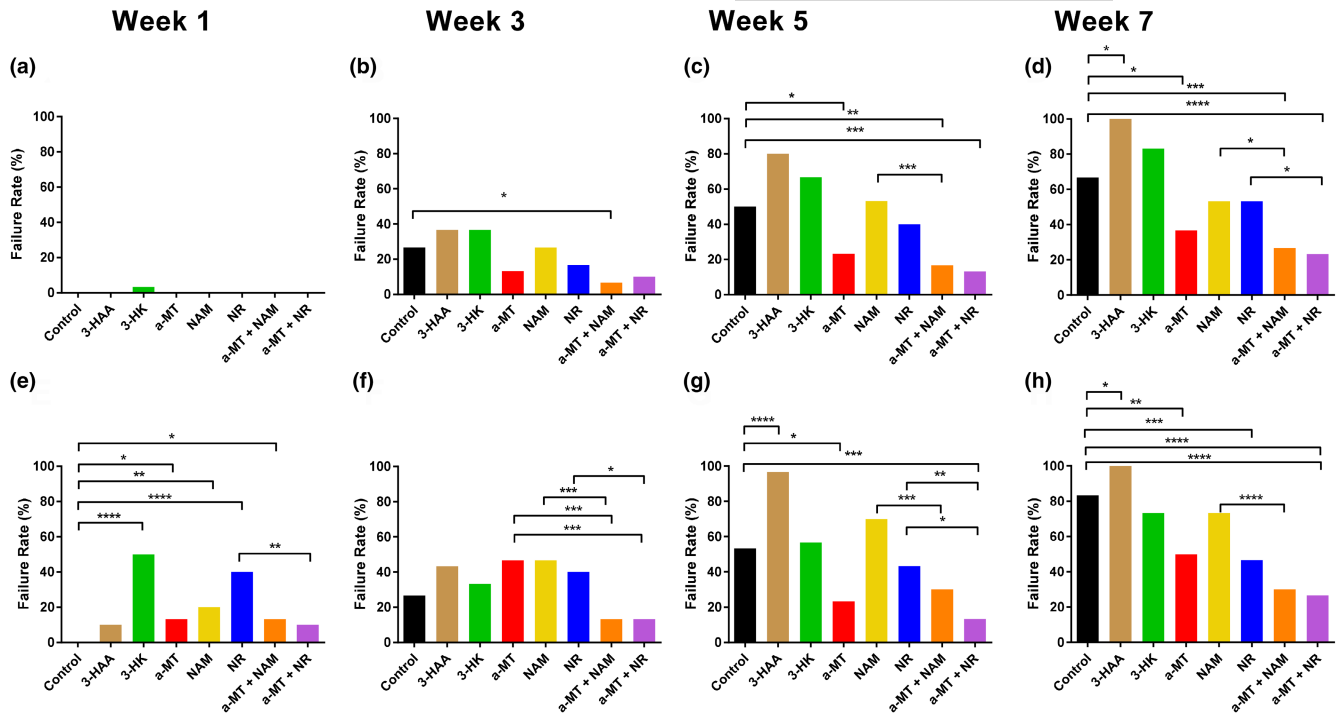 Week 1
Week 3
Week 5
Week 7
(a)
Failure Rate (%)
100
80
60
40
20
0
Control
3-HAA
3-HK
a-MT
NAM
NR
a-MT + NAM
a-MT + NR
(b)
Failure Rate (%)
100
80
60
40
20
0
*
Control
3-HAA
3-HK
a-MT
NAM
NR
a-MT + NAM
a-MT + NR
(c)
Failure Rate (%)
100
80
60
40
20
0
*
**
***
***
Control
3-HAA
3-HK
a-MT
NAM
NR
a-MT + NAM
a-MT + NR
(d)
Failure Rate (%)
100
80
60
40
20
0
*
*
***
****
*
*
Control
3-HAA
3-HK
a-MT
NAM
NR
a-MT + NAM
a-MT + NR
(e)
Failure Rate (%)
100
80
60
40
20
0
*
*
**
****
****
**
Control
3-HAA
3-HK
a-MT
NAM
NR
a-MT + NAM
a-MT + NR
(f)
Failure Rate (%)
100
80
60
40
20
0
*
***
***
***
Control
3-HAA
3-HK
a-MT
NAM
NR
a-MT + NAM
a-MT + NR
(g)
Failure Rate (%)
100
80
60
40
20
0
****
*
***
**
***
*
Control
3-HAA
3-HK
a-MT
NAM
NR
a-MT + NAM
a-MT + NR
(h)
Failure Rate (%)
100
80
60
40
20
0
*
**
***
****
****
****
Control
3-HAA
3-HK
a-MT
NAM
NR
a-MT + NAM
a-MT + NR